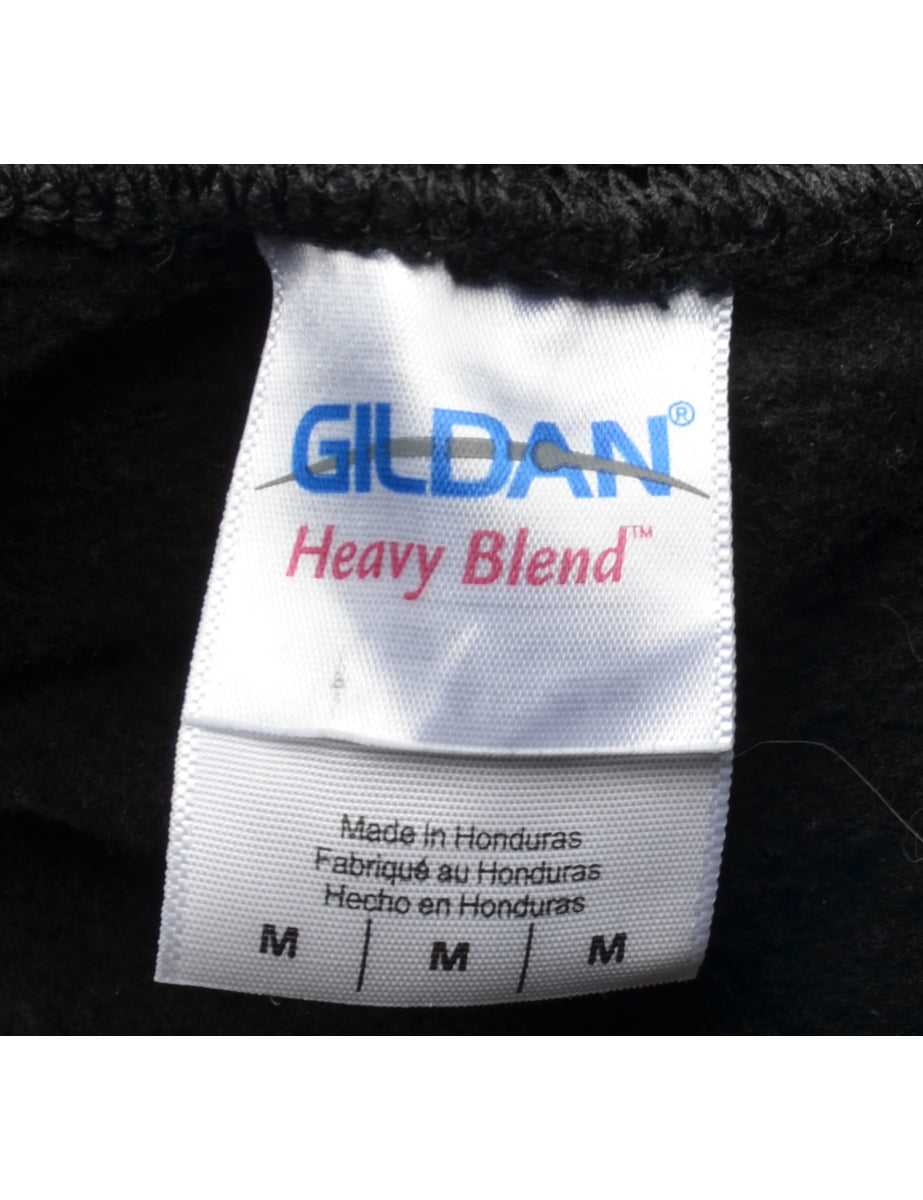 GILDAN®
Heavy Blend™
Made in Honduras
Fabriqué au Honduras
Hecho en Honduras
M | M | M